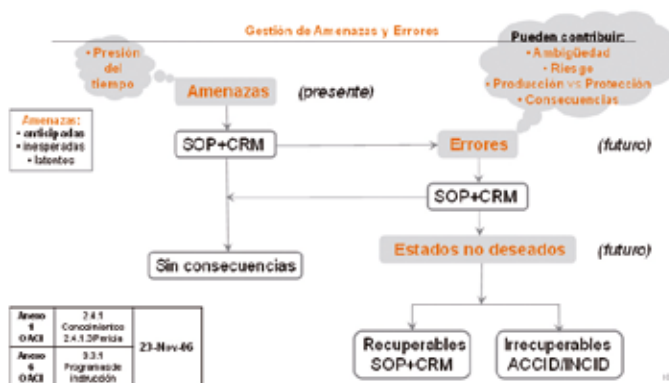 Gestión de Amenazas y Errores
• Presión
del
tiempo
Pueden contribuir:
• Ambigüedad
• Riesgo
• Producción vs Protección
• Consecuencias
Amenazas
(presente)
Amenazas:
• anticipadas
• inesperadas
• latentes
SOP+CRM
Errores
(futuro)
SOP+CRM
Sin consecuencias
Estados no deseados
(futuro)
Recuperables
SOP+CRM
Irrecuperables
ACCID/INCID
Anexo
1
OACI
2.4.1
Conocimientos
2.4.1.3Pericia
23-Nov-06
Anexo
6
OACI
9.3.1
Programas de
instrucción